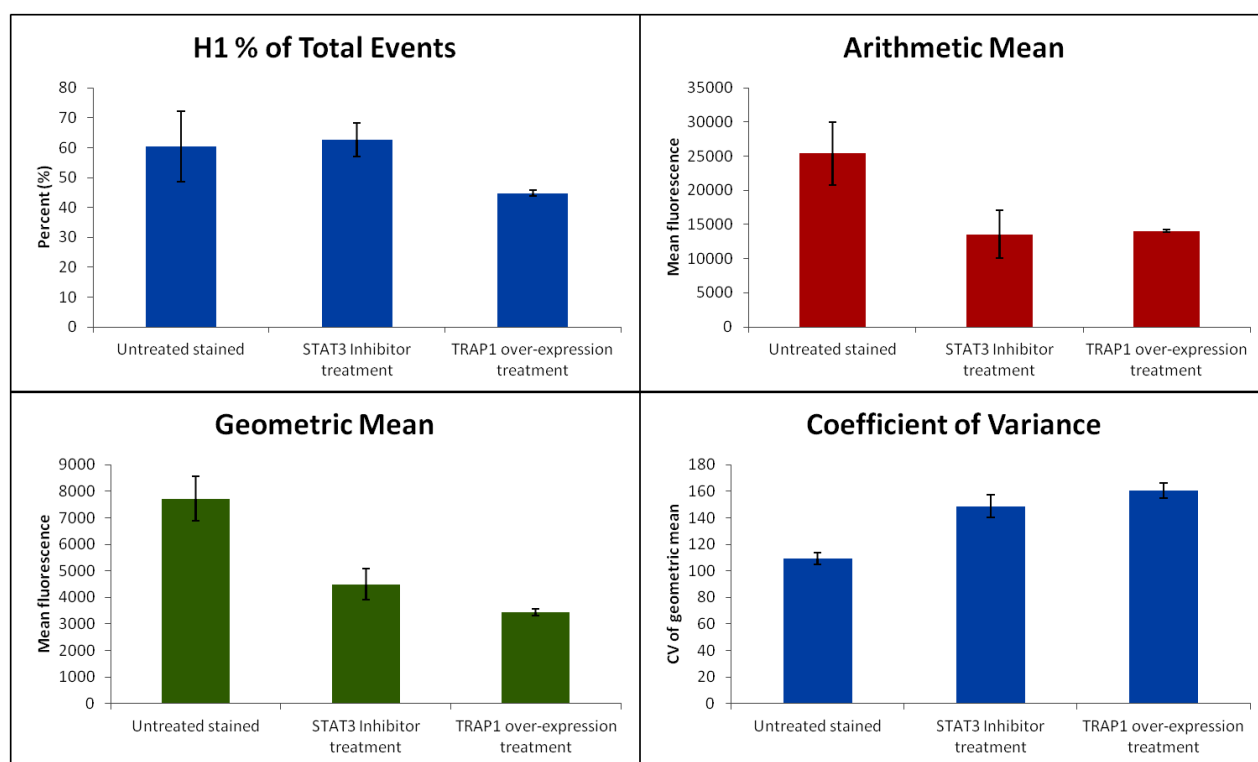 H1 % of Total Events
Percent (%)
80
70
60
50
40
30
20
10
0
Untreated stained
STAT3 Inhibitor
treatment
TRAP1 over-expression
treatment
Arithmetic Mean
Mean fluorescence
35000
30000
25000
20000
15000
10000
5000
0
Untreated stained
STAT3 Inhibitor
treatment
TRAP1 over-expression
treatment
Geometric Mean
Mean fluorescence
9000
8000
7000
6000
5000
4000
3000
2000
1000
0
Untreated stained
STAT3 Inhibitor
treatment
TRAP1 over-expression
treatment
Coefficient of Variance
CV of geometric mean
180
160
140
120
100
80
60
40
20
0
Untreated stained
STAT3 Inhibitor
treatment
TRAP1 over-expression
treatment